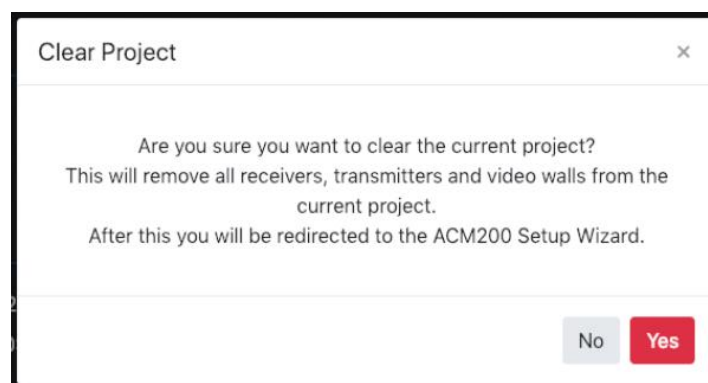 Clear Project
×
Are you sure you want to clear the current project?
This will remove all receivers, transmitters and video walls from the
current project.
After this you will be redirected to the ACM200 Setup Wizard.
No
Yes